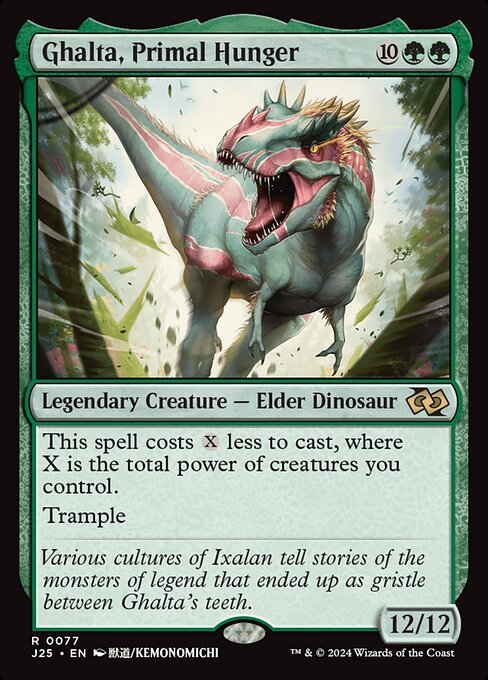 Ghalta, Primal Hunger 10
Legendary Creature — Elder Dinosaur
This spell costs X less to cast, where
X is the total power of creatures you
control.
Trample
Various cultures of Ixalan tell stories of the
monsters of legend that ended up as gristle
between Ghalta's teeth.
12/12
R 0077
J25 • EN 獣道/KEMONOMICHI
™ & © 2024 Wizards of the Coast